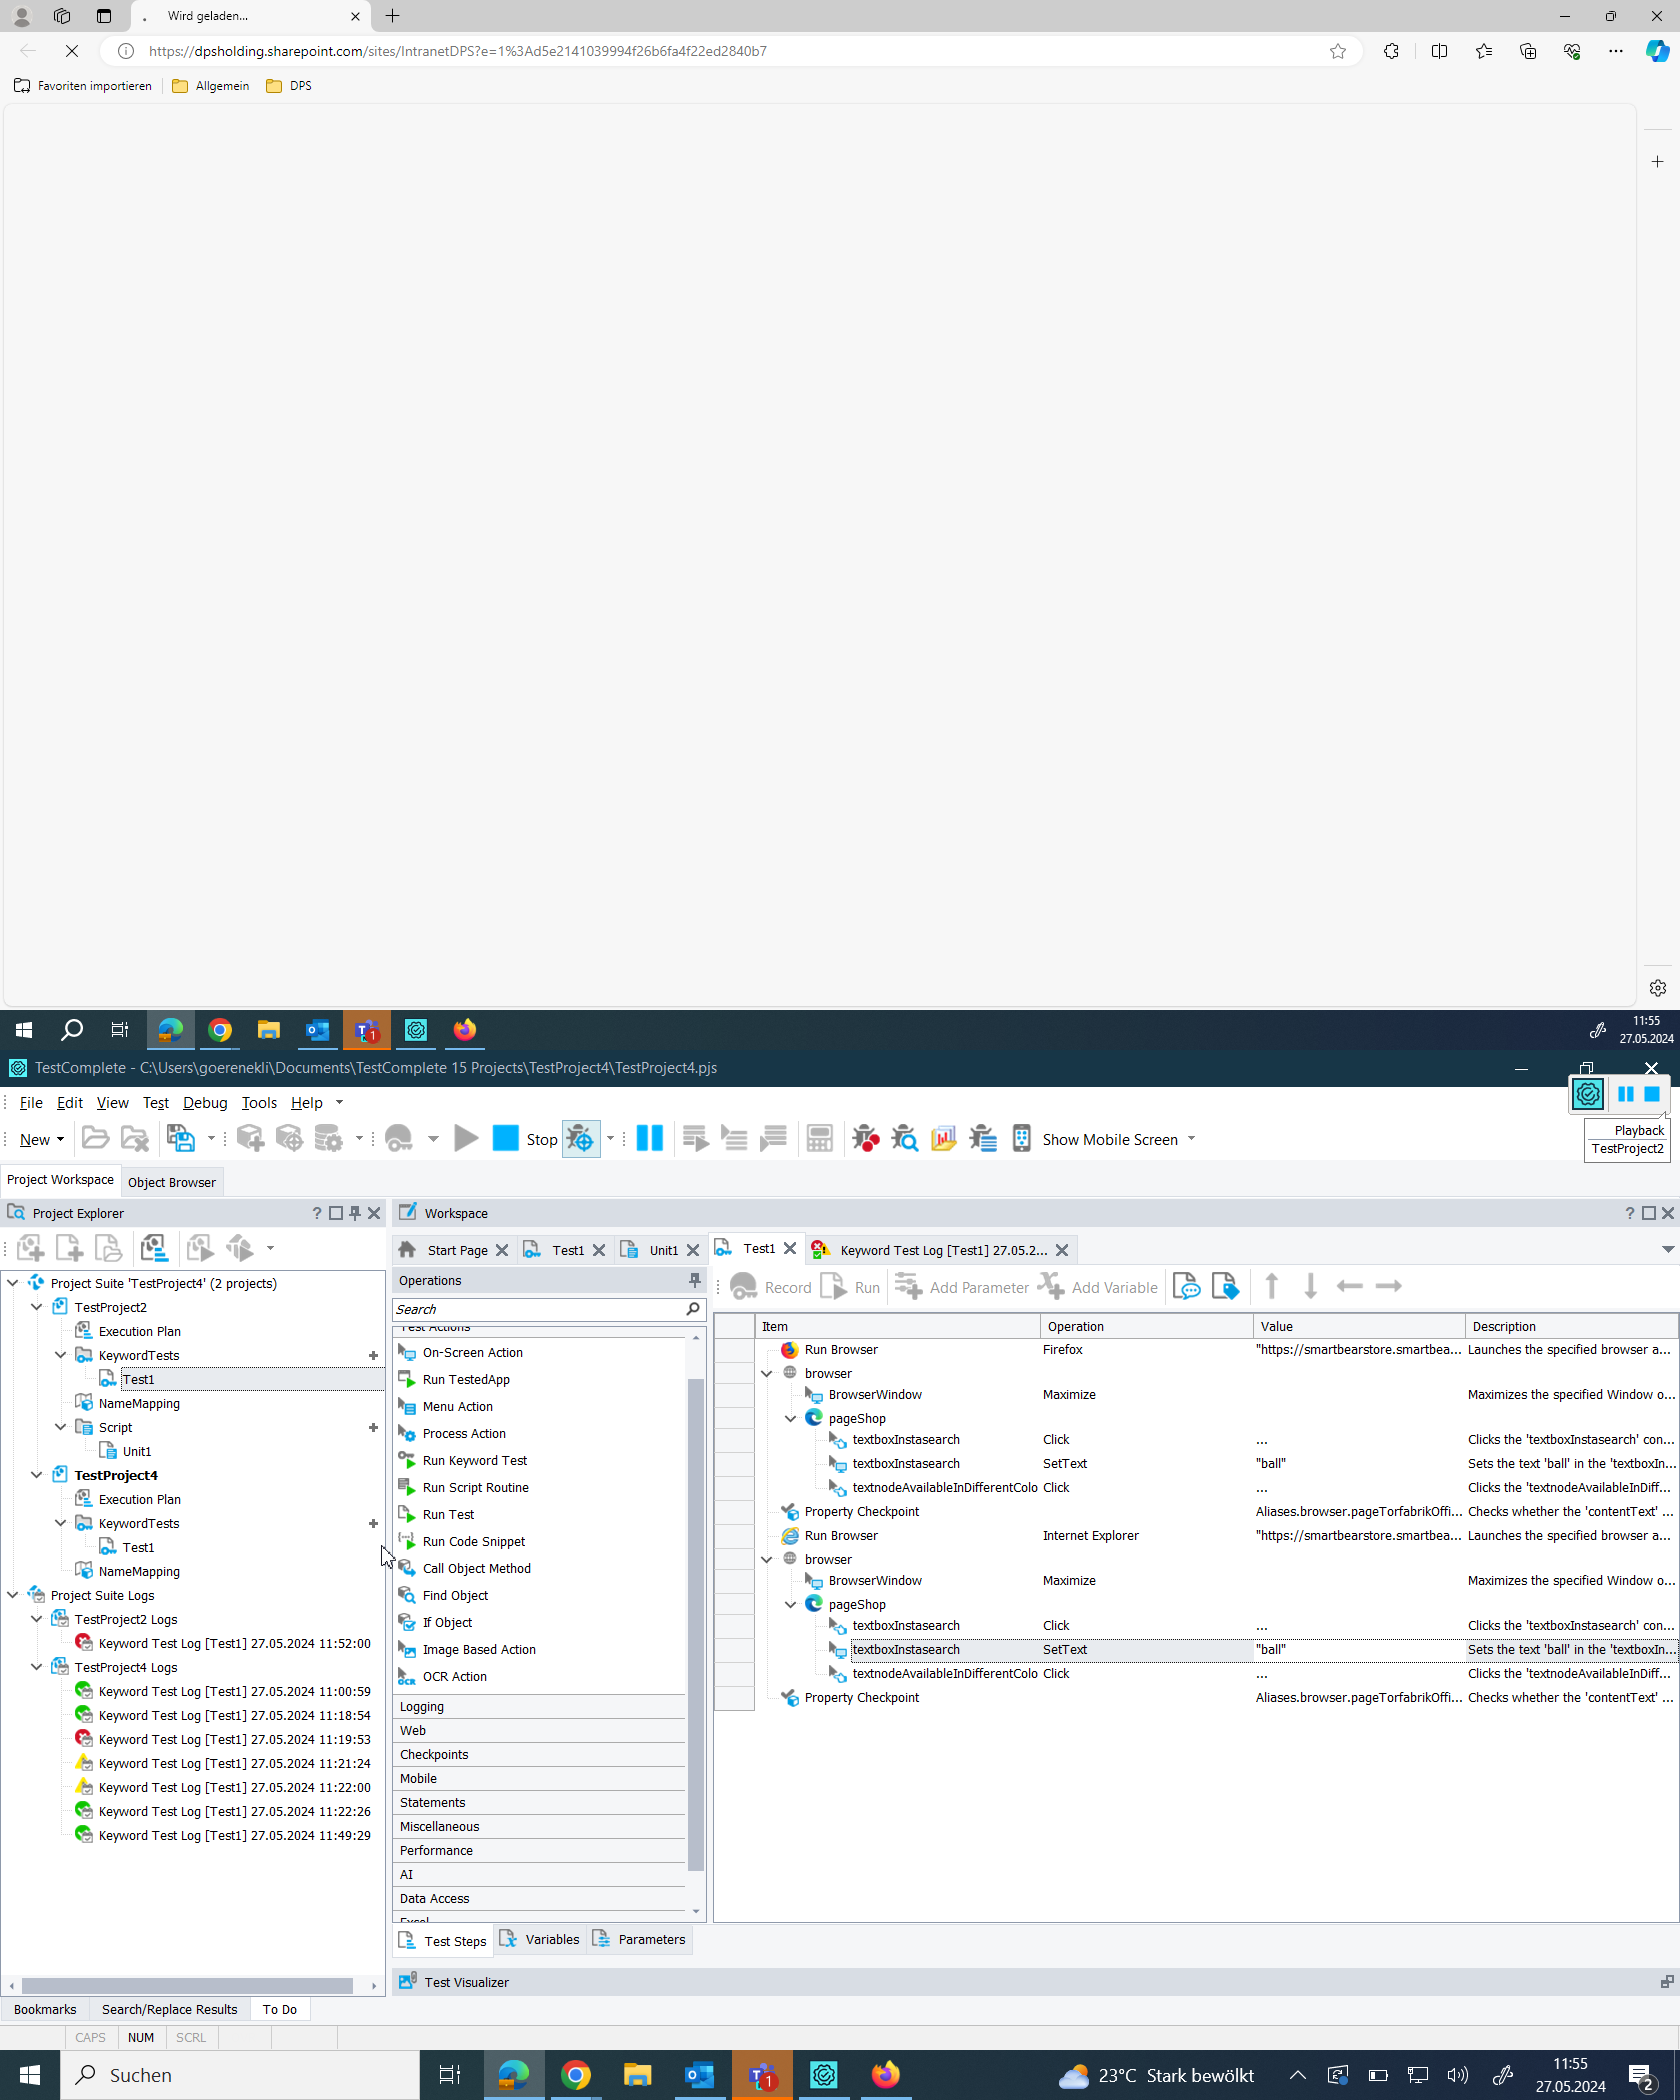 Wird geladen...
https://dpsholding.sharepoint.com/sites/IntranetDPS?e=1%3Ad5e2141039994f26b6fa4f22ed2840b7
Favoriten importieren
Allgemein
DPS
1
11:55
27.05.2024
TestComplete - C:\Users\goerenekli\Documents\TestComplete 15 Projects\TestProject4\TestProject4.pjs
File Edit View Test Debug Tools Help
New
Stop
Show Mobile Screen
Playback
TestProject2
Project Workspace
Object Browser
Project Explorer
Workspace
Start Page
Test1
Unit1
Test1
Keyword Test Log [Test1] 27.05.2...
Project Suite 'TestProject4' (2 projects)
TestProject2
Execution Plan
KeywordTests
Test1
NameMapping
Script
Unit1
TestProject4
Execution Plan
KeywordTests
Test1
NameMapping
Project Suite Logs
TestProject2 Logs
Keyword Test Log [Test1] 27.05.2024 11:52:00
TestProject4 Logs
Keyword Test Log [Test1] 27.05.2024 11:00:59
Keyword Test Log [Test1] 27.05.2024 11:18:54
Keyword Test Log [Test1] 27.05.2024 11:19:53
Keyword Test Log [Test1] 27.05.2024 11:21:24
Keyword Test Log [Test1] 27.05.2024 11:22:00
Keyword Test Log [Test1] 27.05.2024 11:22:26
Keyword Test Log [Test1] 27.05.2024 11:49:29
Operations
Search
Test Actions
On-Screen Action
Run TestedApp
Menu Action
Process Action
Run Keyword Test
Run Script Routine
Run Test
Run Code Snippet
Call Object Method
Find Object
If Object
Image Based Action
OCR Action
Logging
Web
Checkpoints
Mobile
Statements
Miscellaneous
Performance
AI
Data Access
Excel
Record
Run
Add Parameter
Add Variable
Item Operation Value Description
Run Browser Firefox "https://smartbearstore.smartbea... Launches the specified browser a...
browser
BrowserWindow Maximize Maximizes the specified Window o...
pageShop
textboxInstasearch Click ... Clicks the 'textboxInstasearch' con...
textboxInstasearch SetText "ball" Sets the text 'ball' in the 'textboxIn...
textnodeAvailableInDifferentColo Click ... Clicks the 'textnodeAvailableInDiff...
Property Checkpoint Aliases.browser.pageTorfabrikOffi... Checks whether the 'contentText' ...
Run Browser Internet Explorer "https://smartbearstore.smartbea... Launches the specified browser a...
browser
BrowserWindow Maximize Maximizes the specified Window o...
pageShop
textboxInstasearch Click ... Clicks the 'textboxInstasearch' con...
textboxInstasearch SetText "ball" Sets the text 'ball' in the 'textboxIn...
textnodeAvailableInDifferentColo Click ... Clicks the 'textnodeAvailableInDiff...
Property Checkpoint Aliases.browser.pageTorfabrikOffi... Checks whether the 'contentText' ...
Test Steps
Variables
Parameters
Test Visualizer
Bookmarks
Search/Replace Results
To Do
CAPS NUM SCRL
Suchen
1
23°C Stark bewölkt
11:55
27.05.2024
2